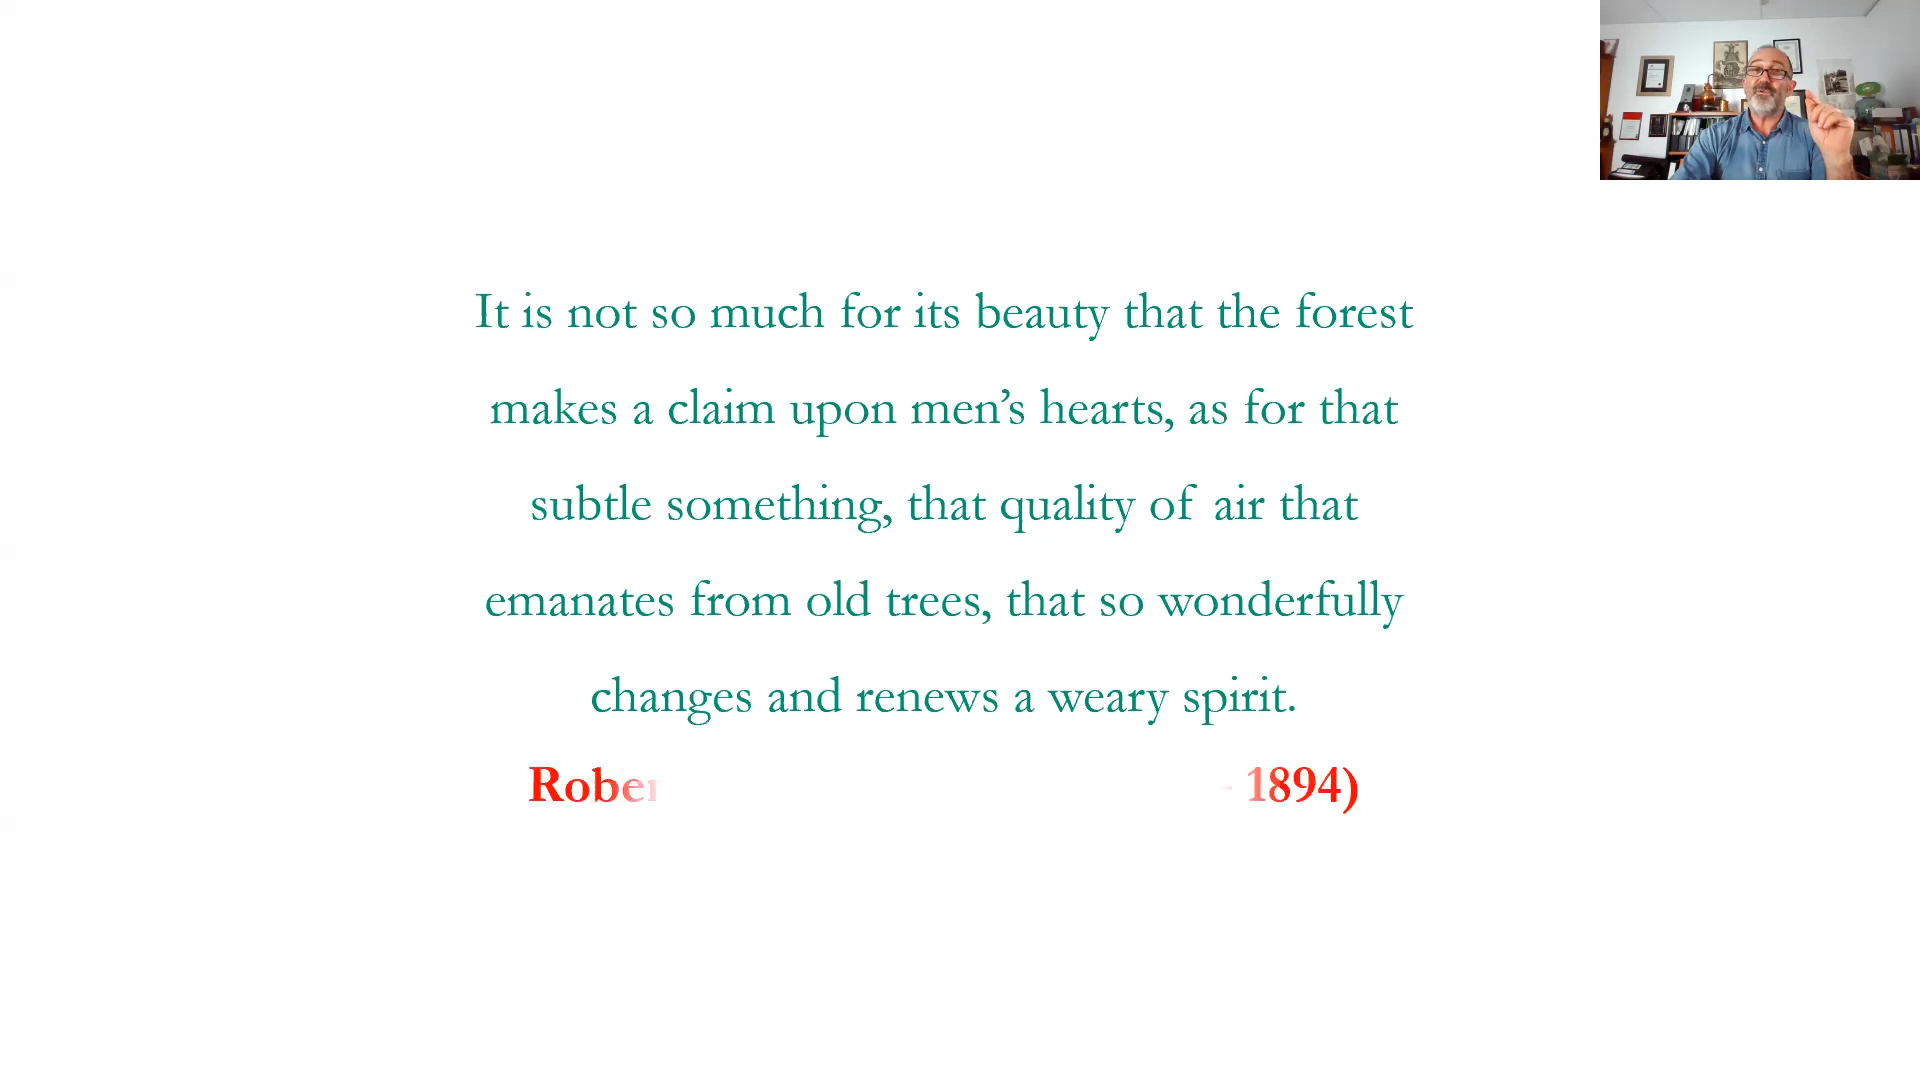 It is not so much for its beauty that the forest
makes a claim upon men’s hearts, as for that
subtle something, that quality of air that
emanates from old trees, that so wonderfully
changes and renews a weary spirit.
Rober - 1894)